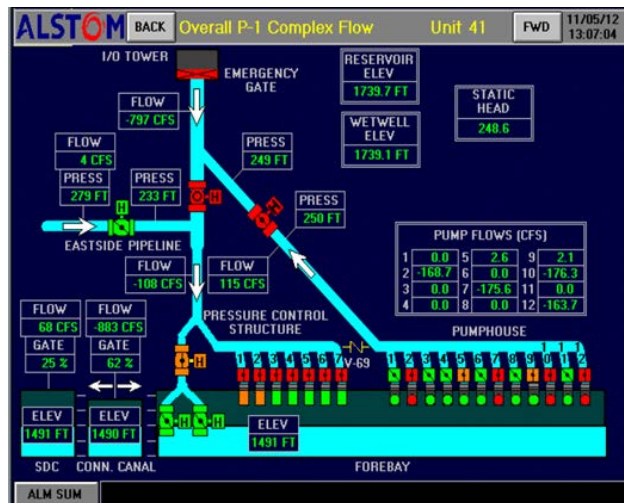 ALSTOM BACK Overall P-1 Complex Flow Unit 41 FWD 11/05/12
13:07:04
I/O TOWER
EMERGENCY
GATE
RESERVOIR
ELEV
1739.7 FT
WETWELL
ELEV
1739.1 FT
STATIC
HEAD
248.6
FLOW
-797 CFS
FLOW
4 CFS
PRESS
279 FT
PRESS
233 FT
PRESS
249 FT
PRESS
250 FT
H
H
H
EASTSIDE PIPELINE
FLOW
-108 CFS
FLOW
115 CFS
PUMP FLOWS (CFS)
1 0.0 5 2.6 9 2.1
2 -168.7 6 0.0 10 -176.3
3 0.0 7 -175.6 11 0.0
4 0.0 8 0.0 12 -163.7
FLOW
68 CFS
GATE
25 %
FLOW
-883 CFS
GATE
62 %
PRESSURE CONTROL
STRUCTURE
H
V-69
PUMPHOUSE
1 2 3 4 5 6 7
1 1 1
1 2 3 4 5 6 7 8 9 0 1 2
H H
ELEV
1491 FT
ELEV
1490 FT
ELEV
1491 FT
SDC CONN. CANAL FOREBAY
ALM SUM